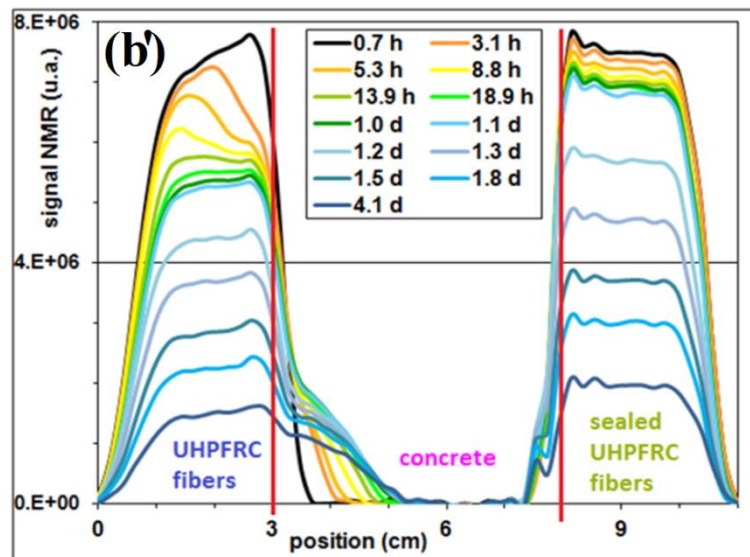 (b')
8.E+06
4.E+06
0.E+00
signal NMR (u.a.)
0.7 h 3.1 h
5.3 h 8.8 h
13.9 h 18.9 h
1.0 d 1.1 d
1.2 d 1.3 d
1.5 d 1.8 d
4.1 d
UHPFRC
fibers
concrete
sealed
UHPFRC
fibers
0 3 6 9
position (cm)